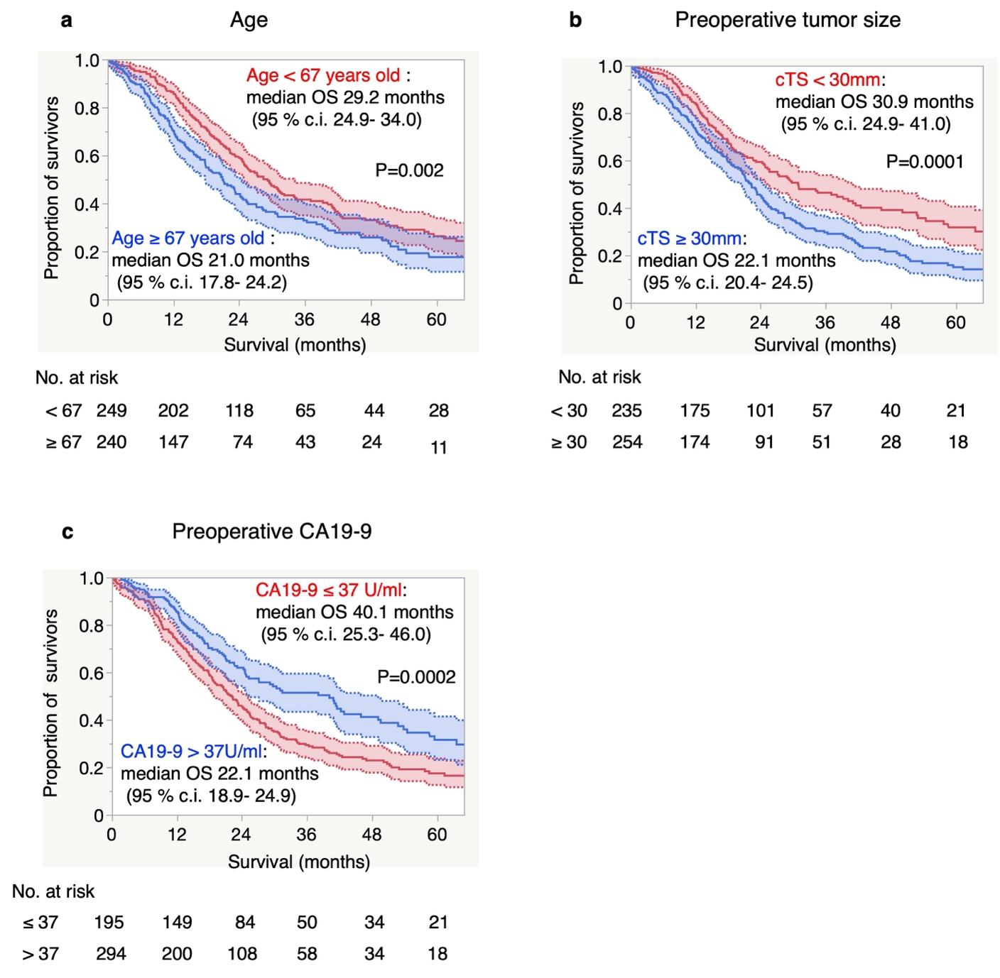 a Age
1.0
0.8
0.6
0.4
0.2
0
Proportion of survivors
Age < 67 years old :
median OS 29.2 months
(95 % c.i. 24.9- 34.0)
P=0.002
Age ≥ 67 years old :
median OS 21.0 months
(95 % c.i. 17.8- 24.2)
0 12 24 36 48 60
Survival (months)
No. at risk
< 67 249 202 118 65 44 28
≥ 67 240 147 74 43 24 11
b Preoperative tumor size
1.0
0.8
0.6
0.4
0.2
0
Proportion of survivors
cTS < 30mm:
median OS 30.9 months
(95 % c.i. 24.9- 41.0)
P=0.0001
cTS ≥ 30mm:
median OS 22.1 months
(95 % c.i. 20.4- 24.5)
0 12 24 36 48 60
Survival (months)
No. at risk
< 30 235 175 101 57 40 21
≥ 30 254 174 91 51 28 18
c Preoperative CA19-9
1.0
0.8
0.6
0.4
0.2
0
Proportion of survivors
CA19-9 ≤ 37 U/ml:
median OS 40.1 months
(95 % c.i. 25.3- 46.0)
P=0.0002
CA19-9 > 37U/ml:
median OS 22.1 months
(95 % c.i. 18.9- 24.9)
0 12 24 36 48 60
Survival (months)
No. at risk
≤ 37 195 149 84 50 34 21
> 37 294 200 108 58 34 18